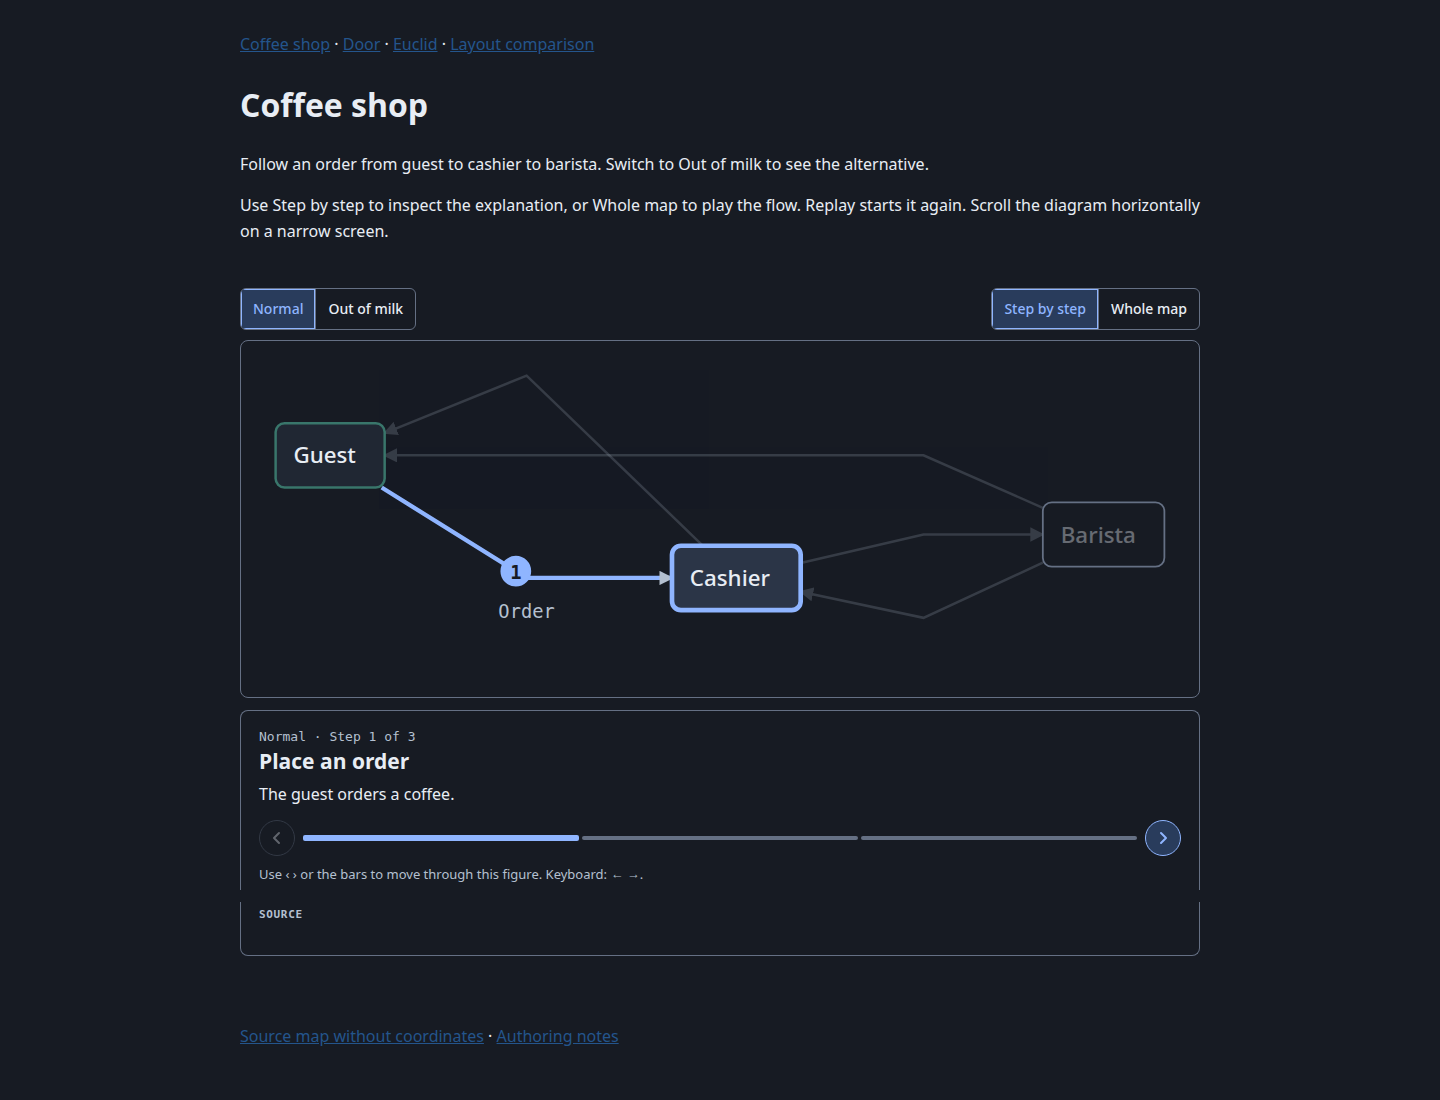 Coffee shop · Door · Euclid · Layout comparison
Coffee shop
Follow an order from guest to cashier to barista. Switch to Out of milk to see the alternative.
Use Step by step to inspect the explanation, or Whole map to play the flow. Replay starts it again. Scroll the diagram horizontally
on a narrow screen.
Normal Out of milk Step by step Whole map
Guest
Barista
1
Cashier
Order
Normal · Step 1 of 3
Place an order
The guest orders a coffee.
Use ‹ › or the bars to move through this figure. Keyboard: ← →.
SOURCE
Source map without coordinates · Authoring notes